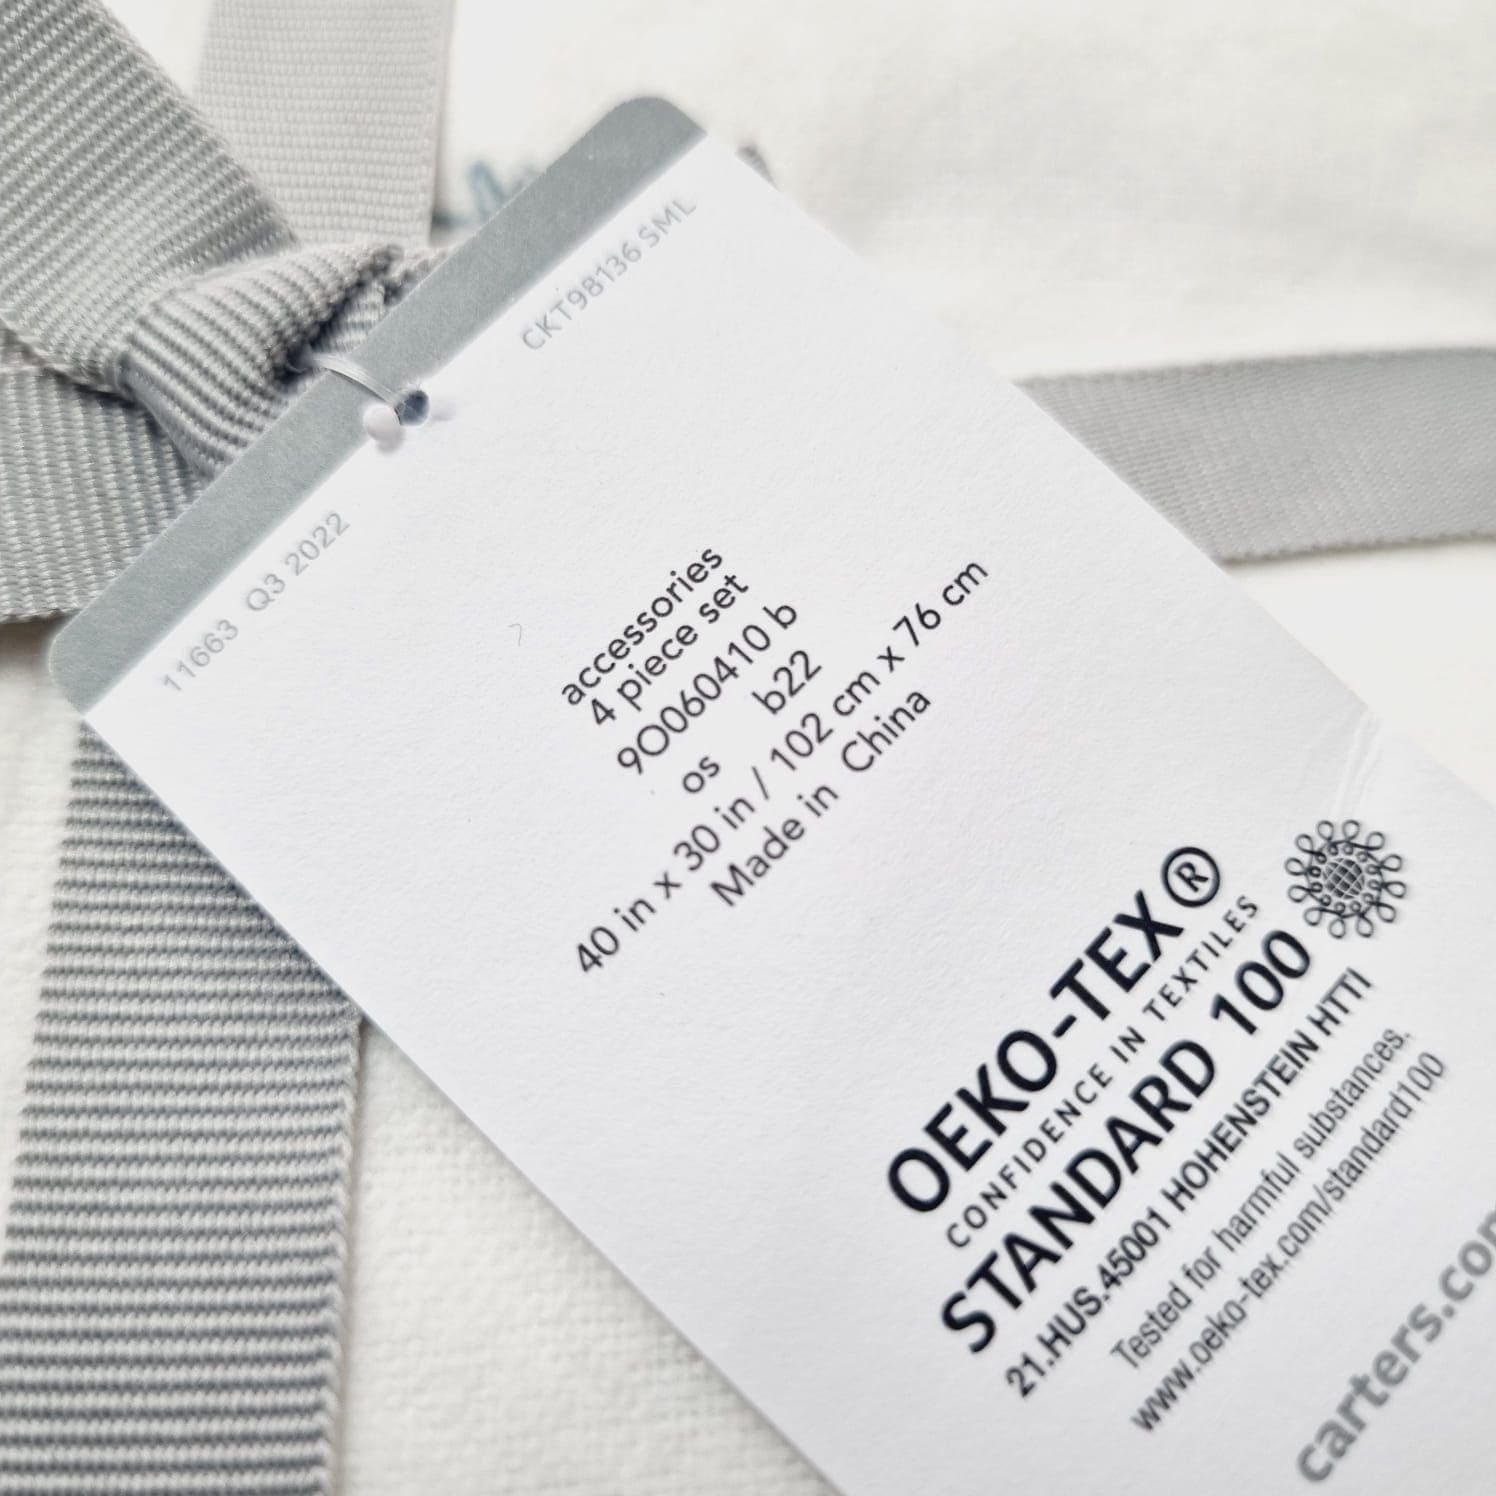 11663 Q3 2022
CKT98136 SML
accessories
4 piece set
9O060410 b
os b22
40 in x 30 in / 102 cm x 76 cm
Made in China
OEKO-TEX®
CONFIDENCE IN TEXTILES
STANDARD 100
21.HUS.45001 HOHENSTEIN HTTI
Tested for harmful substances.
www.oeko-tex.com/standard100
carters.com